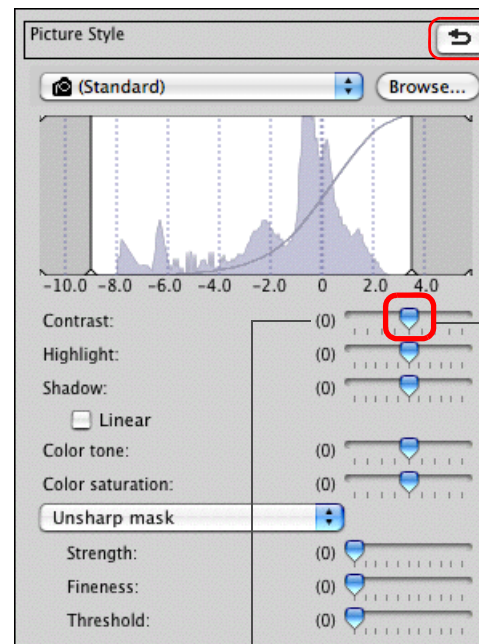 Picture Style
(Standard)
Browse...
-10.0 -8.0 -6.0 -4.0 -2.0 0 2.0 4.0
Contrast: (0)
Highlight: (0)
Shadow: (0)
Linear
Color tone: (0)
Color saturation: (0)
Unsharp mask
Strength: (0)
Fineness: (0)
Threshold: (0)